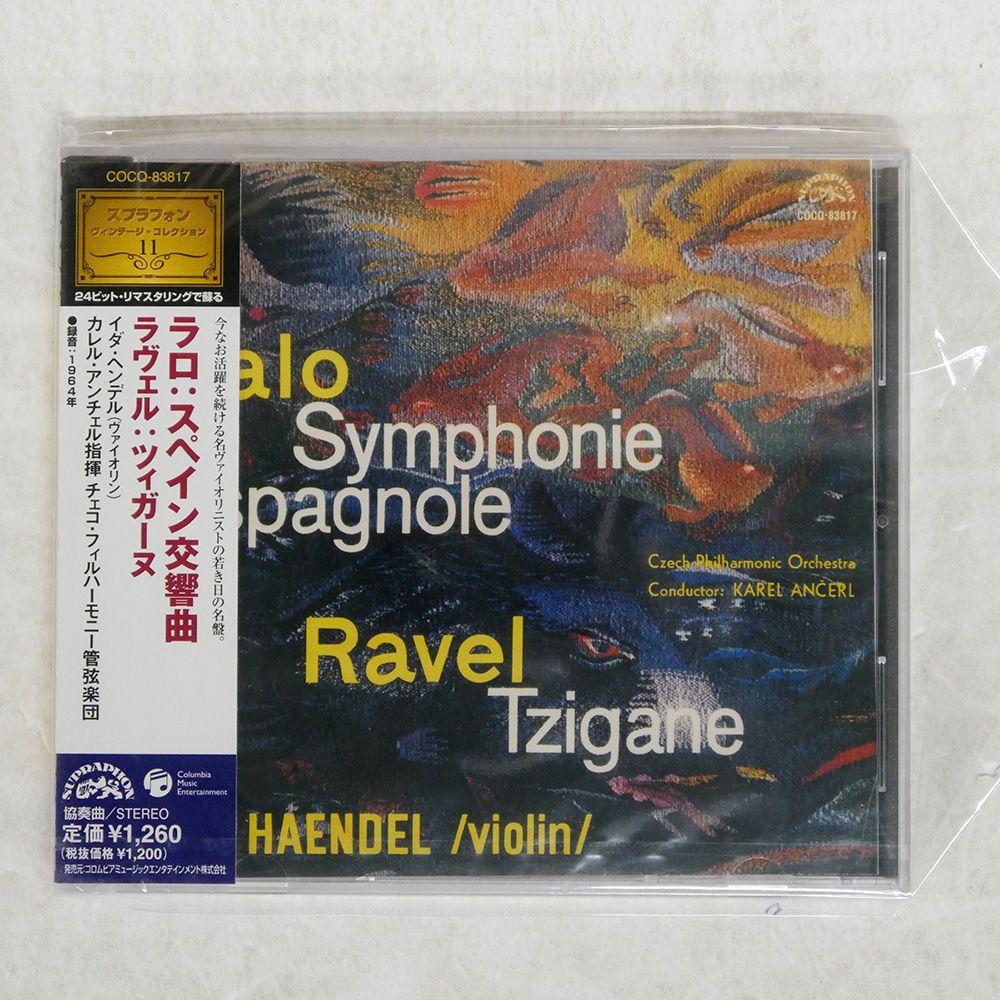 COCQ-83817
スプラフォン
ヴィンテージ・コレクション
11
24ビット・リマスタリングで蘇る
今なお活躍を続ける名ヴァイオリニストの若き日の名盤。
ラロ:スペイン交響曲
ラヴェル:ツィガーヌ
イダ・ヘンデル(ヴァイオリン)
カレル・アンチェル指揮 チェコ・フィルハーモニー管弦楽団
●録音:1964年
SUPRAPHON
Columbia
Music
Entertainment
協奏曲/STEREO
定価¥1,260
(税抜価格¥1,200)
発売元:コロムビアミュージックエンタテインメント株式会社
SUPRAPHON
COCQ-83817
alo
Symphonie
spagnole
Czech Philharmonic Orchestra
Conductor: KAREL ANČERL
Ravel
Tzigane
HAENDEL /violin/